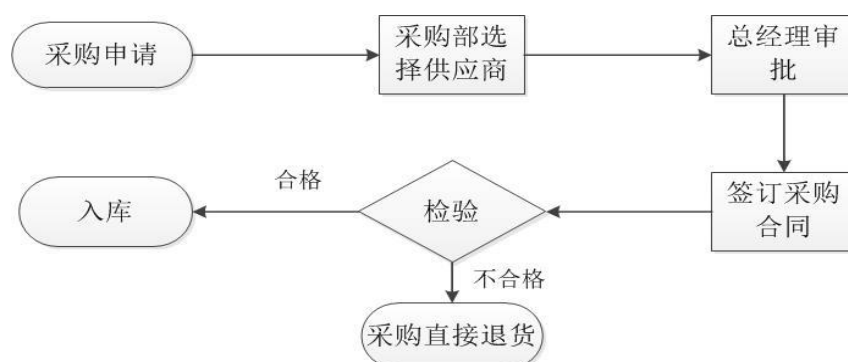 采购申请
采购部选
择供应商
总经理审
批
签订采购
合同
检验
合格
入库
不合格
采购直接退货